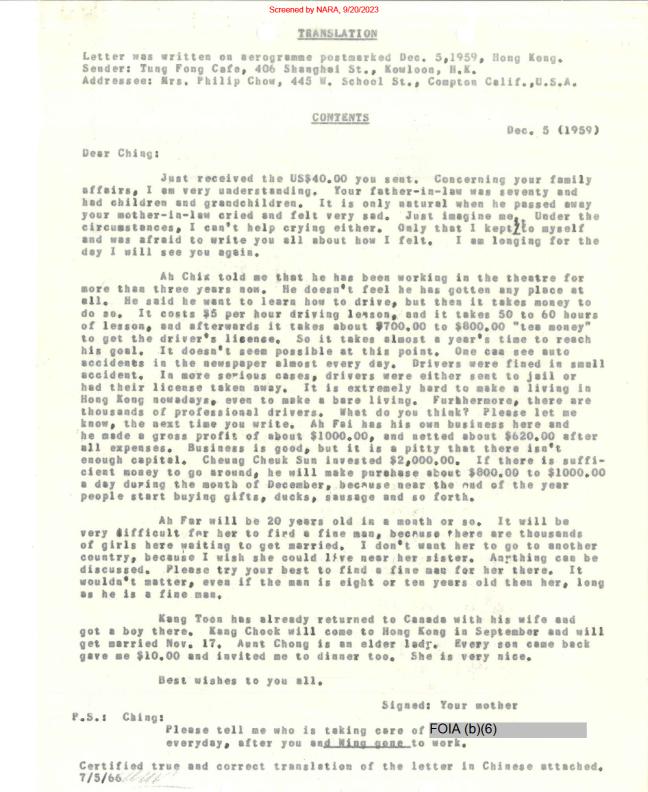 Screened by NARA, 9/20/2023
TRANSLATION
Letter was written on aerogramme postmarked Dec. 5,1959, Hong Kong.
Sender: Tung Fong Cafe, 406 Shanghai St., Kowloon, H.K.
Addressee: Mrs. Philip Chow, 445 W. School St., Compton Calif.,U.S.A.
CONTENTS
Dec. 5 (1959)
Dear Ching:
Just received the US$40.00 you sent. Concerning your family
affairs, I am very understanding. Your father-in-law was seventy and
had children and grandchildren. It is only natural when he passed away
your mother-in-law cried and felt very sad. Just imagine me. Under the
circumstances, I can't help crying either. Only that I kept to myself
and was afraid to write you all about how I felt. I am longing for the
day I will see you again.
Ah Chix told me that he has been working in the theatre for
more than three years now. He doesn't feel he has gotten any place at
all. He said he want to learn how to drive, but then it takes money to
do so. It costs $5 per hour driving lesson, and it takes 50 to 60 hours
of lesson, and afterwards it takes about $700.00 to $800.00 "tea money"
to get the driver's license. So it takes almost a year's time to reach
his goal. It doesn't seem possible at this point. One can see auto
accidents in the newspaper almost every day. Drivers were fined in small
accident. In more serious cases, drivers were either sent to jail or
had their license taken away. It is extremely hard to make a living in
Hong Kong nowadays, even to make a bare living. Furthermore, there are
thousands of professional drivers. What do you think? Please let me
know, the next time you write. Ah Fai has his own business here and
he made a gross profit of about $1000.00, and netted about $620.00 after
all expenses. Business is good, but it is a pitty that there isn't
enough capital. Cheung Cheuk Sun invested $2,000.00. If there is suffi-
cient money to go around, he will make purchase about $800.00 to $1000.00
a day during the month of December, because near the end of the year
people start buying gifts, ducks, sausage and so forth.
Ah Far will be 20 years old in a month or so. It will be
very difficult for her to find a fine man, because there are thousands
of girls here waiting to get married. I don't want her to go to another
country, because I wish she could live near her sister. Anything can be
discussed. Please try your best to find a fine man for her there. It
wouldn't matter, even if the man is eight or ten years old then her, long
as he is a fine man.
Kang Toon has already returned to Canada with his wife and
got a boy there. Kang Chook will come to Hong Kong in September and will
get married Nov. 17. Aunt Chong is an elder lady. Every son came back
gave me $10.00 and invited me to dinner too. She is very nice.
Best wishes to you all.
Signed: Your mother
P.S.: Ching:
Please tell me who is taking care of FOIA (b)(6)
everyday, after you and Wing gone to work.
Certified true and correct translation of the letter in Chinese attached.
7/5/66